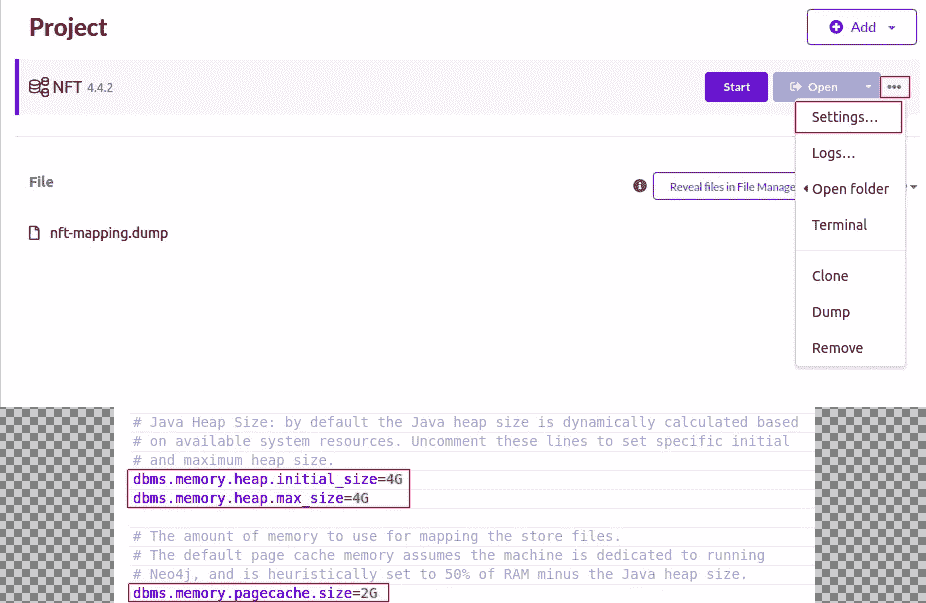 Project
Add
NFT 4.4.2
Start
Open
Settings...
Logs...
File
Reveal files in File Manage
Open folder
nft-mapping.dump
Terminal
Clone
Dump
Remove
# Java Heap Size: by default the Java heap size is dynamically calculated based
# on available system resources. Uncomment these lines to set specific initial
# and maximum heap size.
dbms.memory.heap.initial_size=4G
dbms.memory.heap.max_size=4G
# The amount of memory to use for mapping the store files.
# The default page cache memory assumes the machine is dedicated to running
# Neo4j, and is heuristically set to 50% of RAM minus the Java heap size.
dbms.memory.pagecache.size=2G